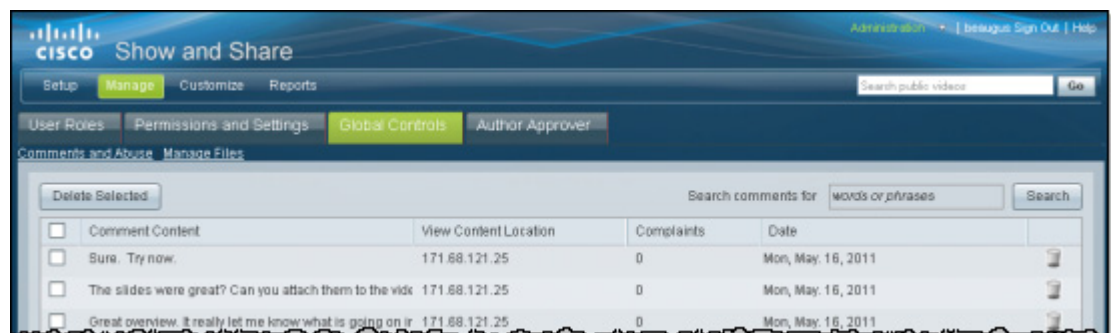 Administration | beaugus Sign Out | Help
CISCO Show and Share
Setup Manage Customize Reports Search public videos Go
User Roles Permissions and Settings Global Controls Author Approver
Comments and Abuse Manage Files
Delete Selected Search comments for words or phrases Search
Comment Content View Content Location Complaints Date
Sure. Try now. 171.68.121.25 0 Mon, May. 16, 2011
The slides were great? Can you attach them to the vide 171.68.121.25 0 Mon, May. 16, 2011
Great overview. It really let me know what is going on ir 171.68.121.25 0 Mon, May. 16, 2011